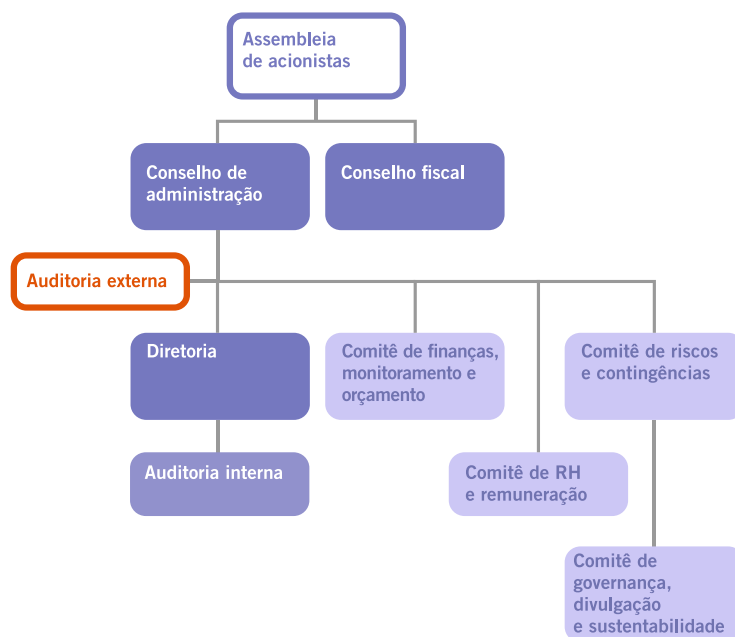 Assembleia
de acionistas
Conselho de
administração
Conselho fiscal
Auditoria externa
Diretoria
Comitê de finanças,
monitoramento e
orçamento
Comitê de riscos
e contingências
Auditoria interna
Comitê de RH
e remuneração
Comitê de
governança,
divulgação
e sustentabilidade